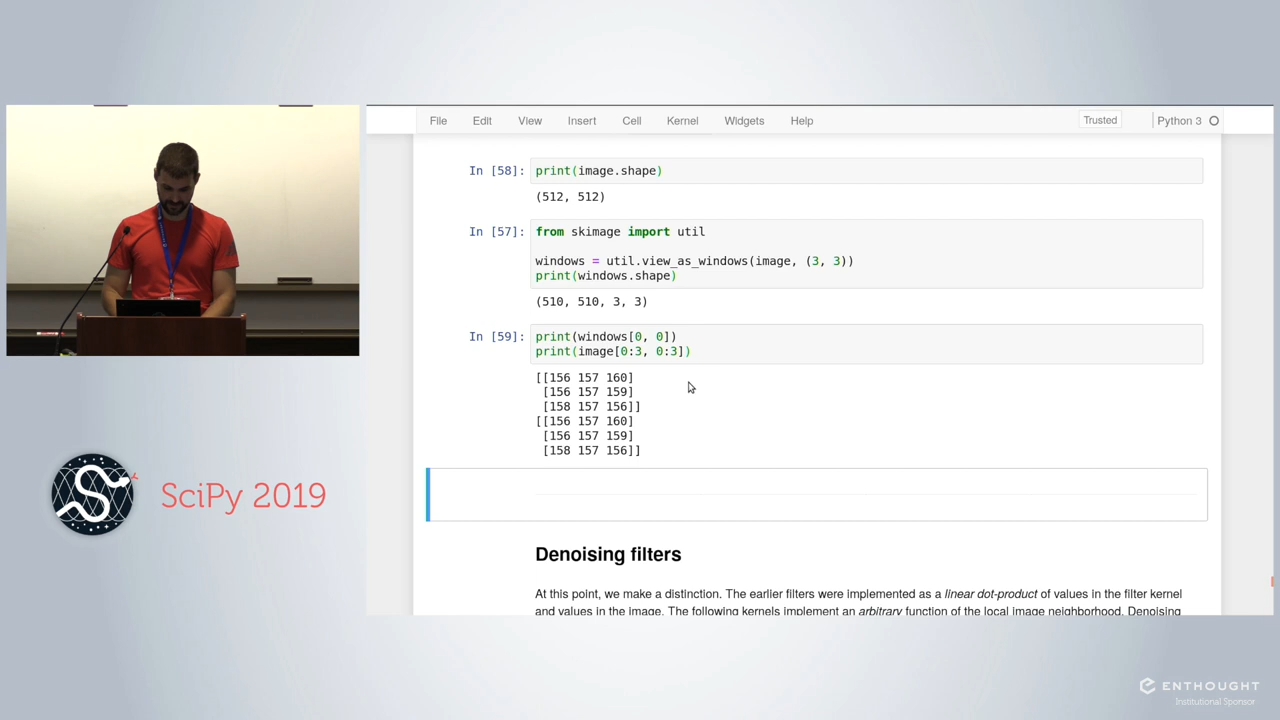 File Edit View Insert Cell Kernel Widgets Help Trusted Python 3
In [58]: print(image.shape)
(512, 512)
In [57]: from skimage import util
windows = util.view_as_windows(image, (3, 3))
print(windows.shape)
(510, 510, 3, 3)
In [59]: print(windows[0, 0])
print(image[0:3, 0:3])
[[156 157 160]
[156 157 159]
[158 157 156]]
[[156 157 160]
[156 157 159]
[158 157 156]]
Denoising filters
At this point, we make a distinction. The earlier filters were implemented as a linear dot-product of values in the filter kernel
and values in the image. The following kernels implement an arbitrary function of the local image neighborhood. Denoising
SciPy 2019
ENTHOUGHT
Institutional Sponsor